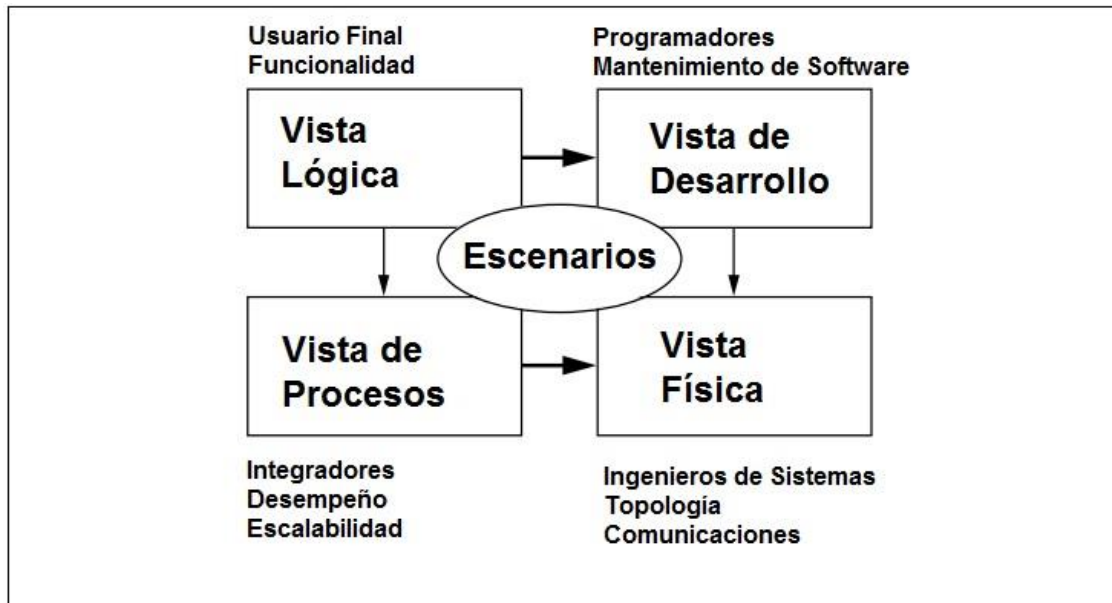 Usuario Final
Funcionalidad
Programadores
Mantenimiento de Software
Vista
Lógica
Vista de
Desarrollo
Escenarios
Vista de
Procesos
Vista
Física
Integradores
Desempeño
Escalabilidad
Ingenieros de Sistemas
Topología
Comunicaciones